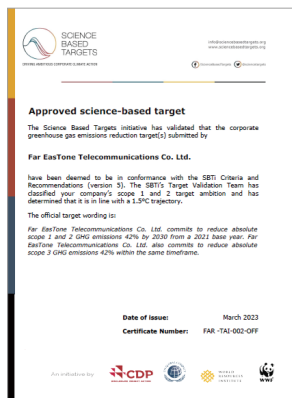 SCIENCE
BASED
TARGETS
DRIVING AMBITIOUS CORPORATE CLIMATE ACTION
info@sciencebasedtargets.org
www.sciencebasedtargets.org
/sciencebasedtargets
@sciencetargets
Approved science-based target
The Science Based Targets initiative has validated that the corporate
greenhouse gas emissions reduction target(s) submitted by
Far EasTone Telecommunications Co. Ltd.
have been deemed to be in conformance with the SBTi Criteria and
Recommendations (version 5). The SBTi's Target Validation Team has
classified your company's scope 1 and 2 target ambition and has
determined that it is in line with a 1.5°C trajectory.
The official target wording is:
Far EasTone Telecommunications Co. Ltd. commits to reduce absolute
scope 1 and 2 GHG emissions 42% by 2030 from a 2021 base year. Far
EasTone Telecommunications Co. Ltd. also commits to reduce absolute
scope 3 GHG emissions 42% within the same timeframe.
Date of issue: March 2023
Certificate Number: FAR -TAI-002-OFF
An initiative by
CDP
WORLD
RESOURCES
INSTITUTE
WWF